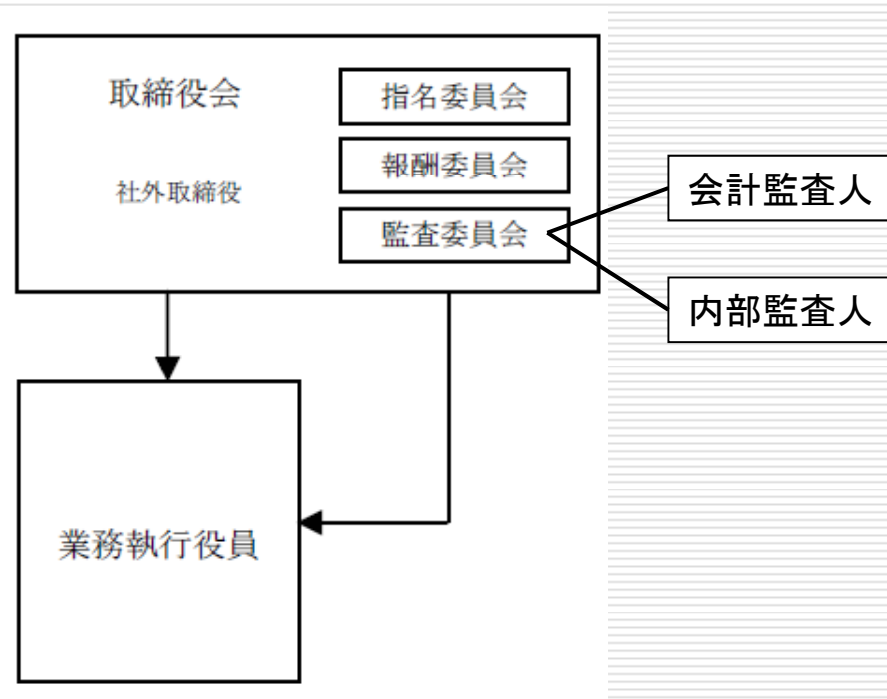 取締役会
社外取締役
指名委員会
報酬委員会
監査委員会
会計監査人
内部監査人
業務執行役員